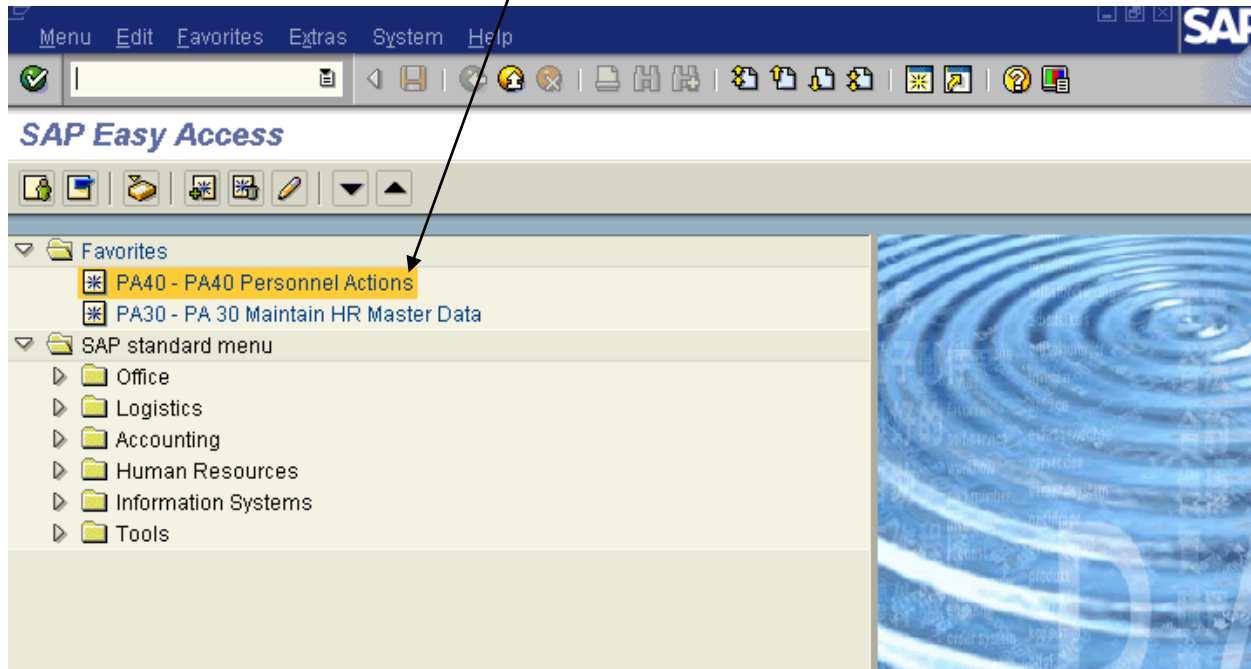 Menu Edit Favorites Extras System Help
SAP
SAP Easy Access
Favorites
PA40 - PA40 Personnel Actions
PA30 - PA 30 Maintain HR Master Data
SAP standard menu
Office
Logistics
Accounting
Human Resources
Information Systems
Tools